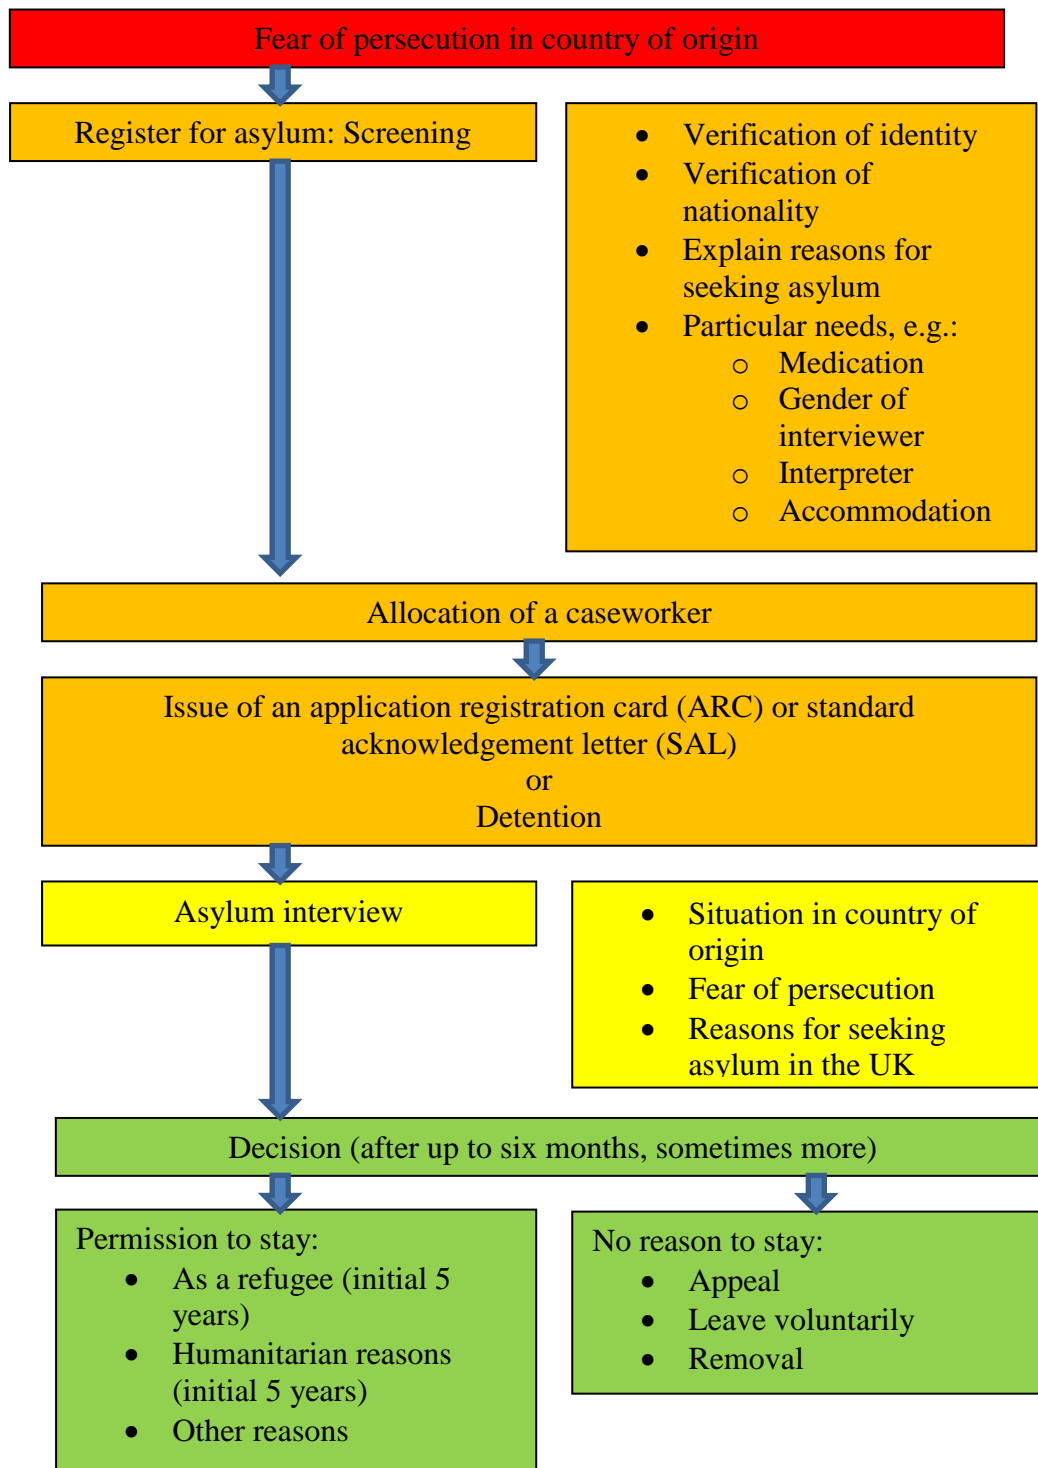 Fear of persecution in country of origin
Register for asylum: Screening
• Verification of identity
• Verification of
nationality
• Explain reasons for
seeking asylum
• Particular needs, e.g.:
o Medication
o Gender of
interviewer
o Interpreter
o Accommodation
Allocation of a caseworker
Issue of an application registration card (ARC) or standard
acknowledgement letter (SAL)
or
Detention
Asylum interview
• Situation in country of
origin
• Fear of persecution
• Reasons for seeking
asylum in the UK
Decision (after up to six months, sometimes more)
Permission to stay:
• As a refugee (initial 5
years)
• Humanitarian reasons
(initial 5 years)
• Other reasons
No reason to stay:
• Appeal
• Leave voluntarily
• Removal